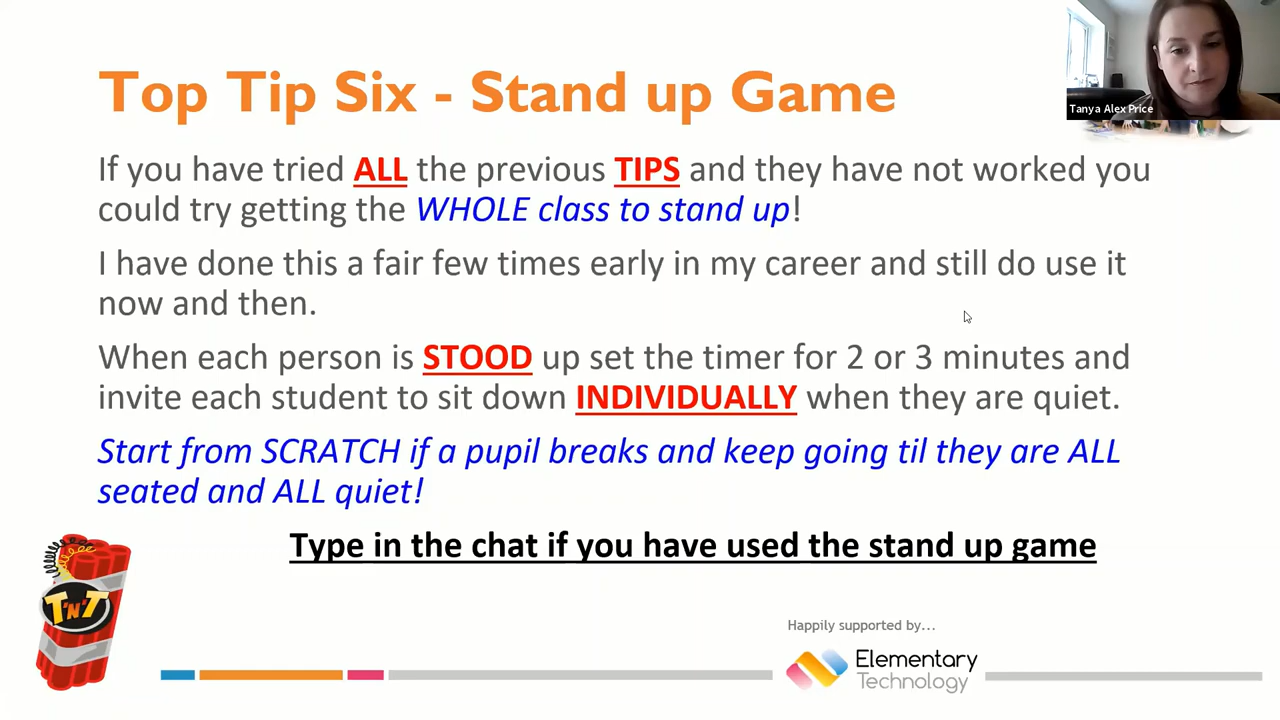 Top Tip Six - Stand up Game
Tanya Alex Price
If you have tried ALL the previous TIPS and they have not worked you
could try getting the WHOLE class to stand up!
I have done this a fair few times early in my career and still do use it
now and then.
When each person is STOOD up set the timer for 2 or 3 minutes and
invite each student to sit down INDIVIDUALLY when they are quiet.
Start from SCRATCH if a pupil breaks and keep going til they are ALL
seated and ALL quiet!
Type in the chat if you have used the stand up game
T'N'T
Happily supported by...
Elementary
Technology